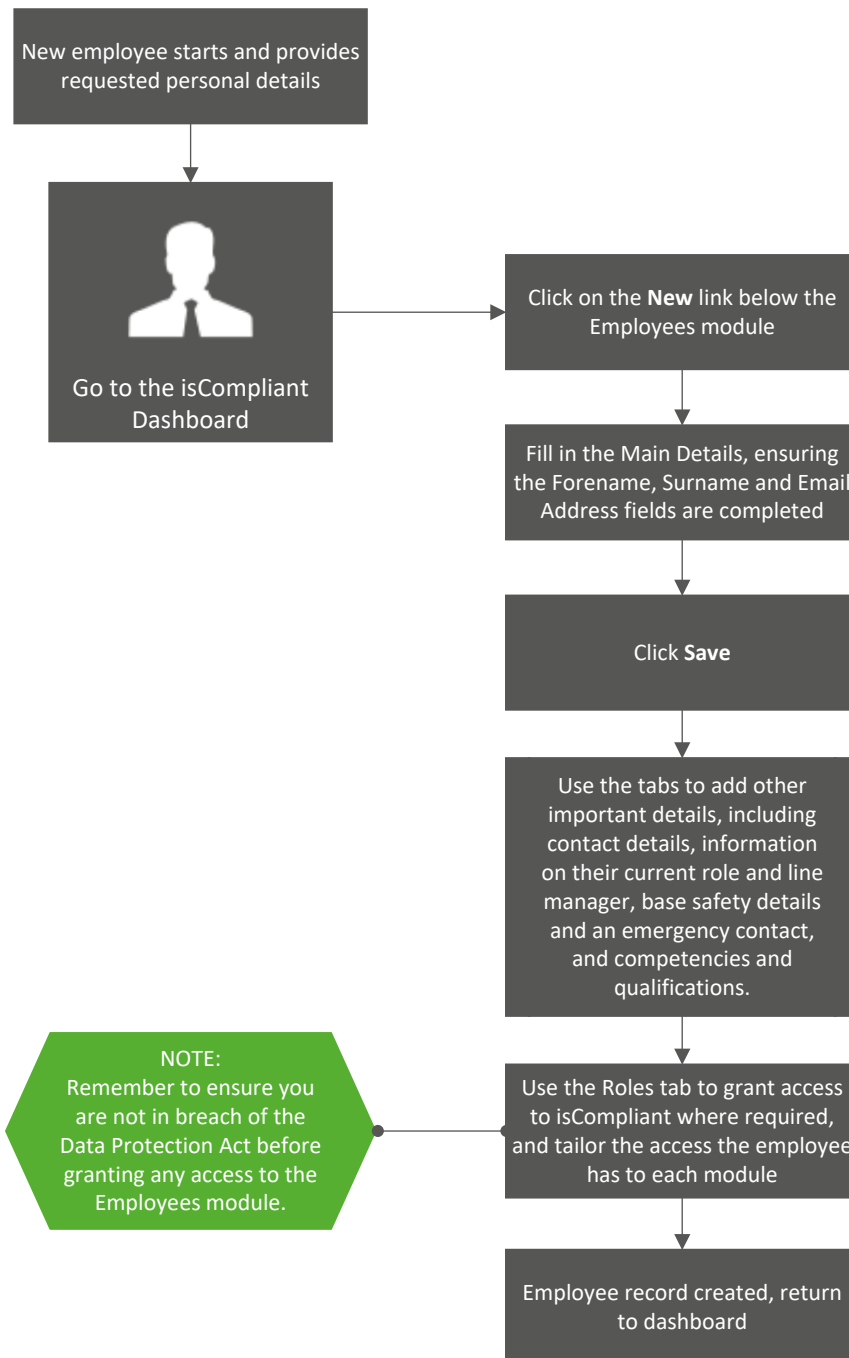 New employee starts and provides
requested personal details
Go to the isCompliant
Dashboard
Click on the New link below the
Employees module
Fill in the Main Details, ensuring
the Forename, Surname and Email
Address fields are completed
Click Save
Use the tabs to add other
important details, including
contact details, information
on their current role and line
manager, base safety details
and an emergency contact,
and competencies and
qualifications.
NOTE:
Remember to ensure you
are not in breach of the
Data Protection Act before
granting any access to the
Employees module.
Use the Roles tab to grant access
to isCompliant where required,
and tailor the access the employee
has to each module
Employee record created, return
to dashboard